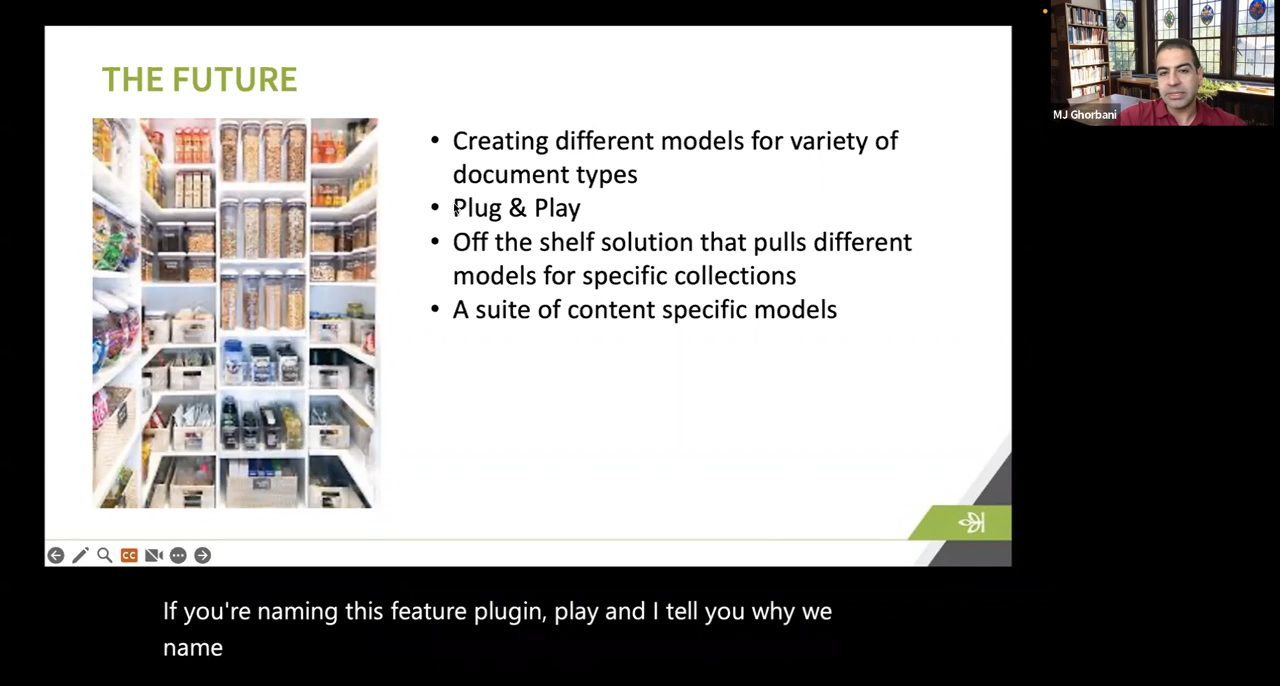 THE FUTURE
• Creating different models for variety of
document types
• Plug & Play
• Off the shelf solution that pulls different
models for specific collections
• A suite of content specific models
MJ Ghorbani
CC
If you're naming this feature plugin, play and I tell you why we
name